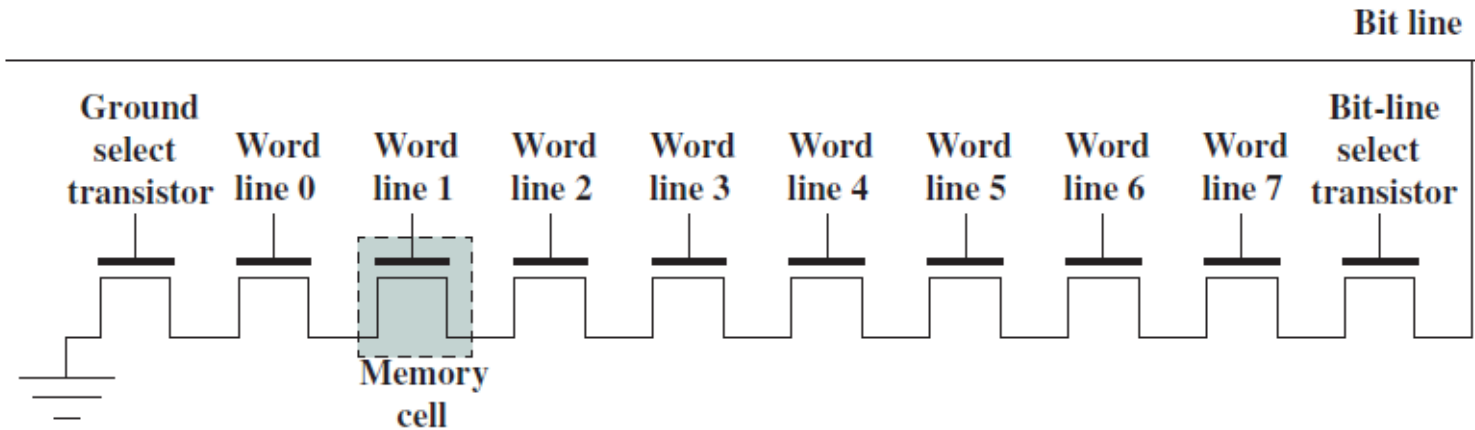 Bit line
Ground
select
transistor
Word
line 0
Word
line 1
Word
line 2
Word
line 3
Word
line 4
Word
line 5
Word
line 6
Word
line 7
Bit-line
select
transistor
Memory
cell